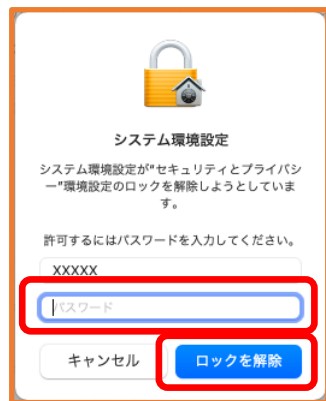 システム環境設定
システム環境設定が"セキュリティとプライバシ
ー"環境設定のロックを解除しようとしていま
す。
許可するにはパスワードを入力してください。
XXXXX
パスワード
キャンセル
ロックを解除